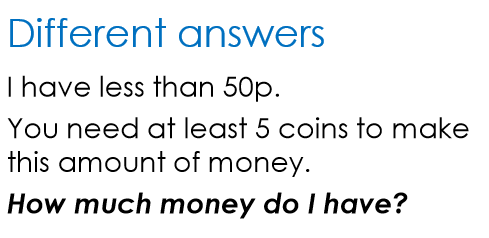 Different answers
I have less than 50p.
You need at least 5 coins to make
this amount of money.
How much money do I have?